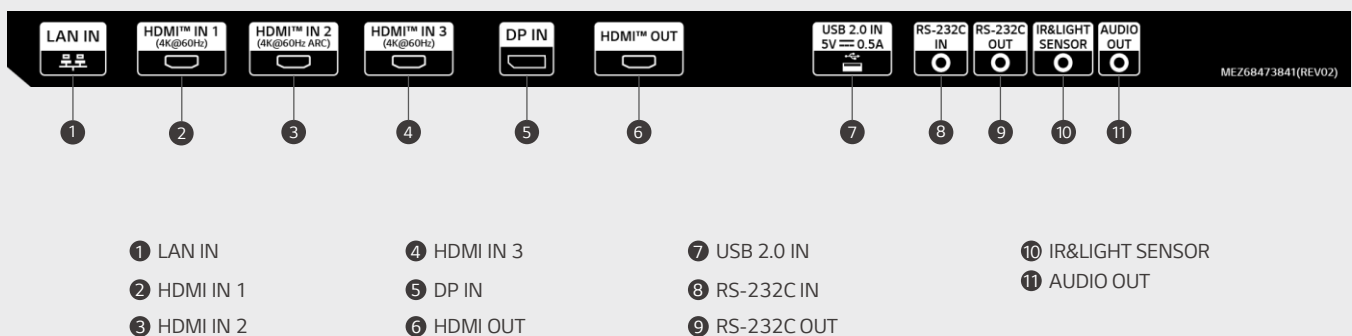 LAN IN
HDMI™ IN 1
(4K@60Hz)
HDMI™ IN 2
(4K@60Hz ARC)
HDMI™ IN 3
(4K@60Hz)
DP IN
HDMI™ OUT
USB 2.0 IN
5V ⎓ 0.5A
RS-232C
IN
RS-232C
OUT
IR&LIGHT
SENSOR
AUDIO
OUT
MEZ68473841(REV02)
1 2 3 4 5 6 7 8 9 10 11
1 LAN IN
2 HDMI IN 1
3 HDMI IN 2
4 HDMI IN 3
5 DP IN
6 HDMI OUT
7 USB 2.0 IN
8 RS-232C IN
9 RS-232C OUT
10 IR&LIGHT SENSOR
11 AUDIO OUT